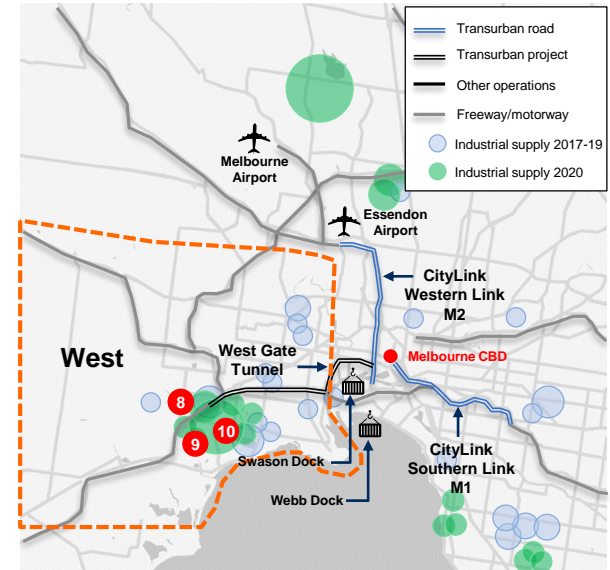 Transurban road
Transurban project
Other operations
Freeway/motorway
Industrial supply 2017-19
Industrial supply 2020
Melbourne
Airport
Essendon
Airport
CityLink
Western Link
M2
West Gate
Tunnel
West
Melbourne CBD
8
10
9
CityLink
Southern Link
M1
Swason Dock
Webb Dock